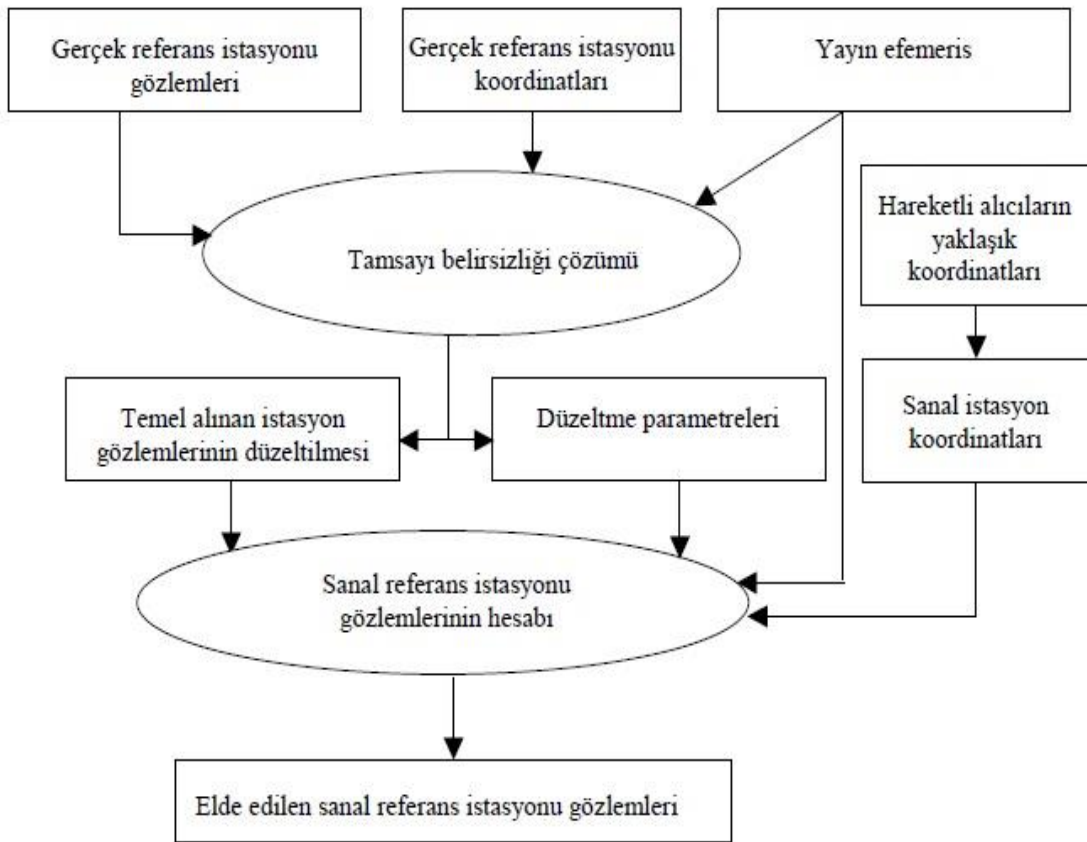 Gerçek referans istasyonu
gözlemleri
Gerçek referans istasyonu
koordinatları
Yayın efemeris
Hareketli alıcıların
yaklaşık
koordinatları
Tamsayı belirsizliği çözümü
Temel alınan istasyon
gözlemlerinin düzeltilmesi
Düzeltme parametreleri
Sanal istasyon
koordinatları
Sanal referans istasyonu
gözlemlerinin hesabı
Elde edilen sanal referans istasyonu gözlemleri